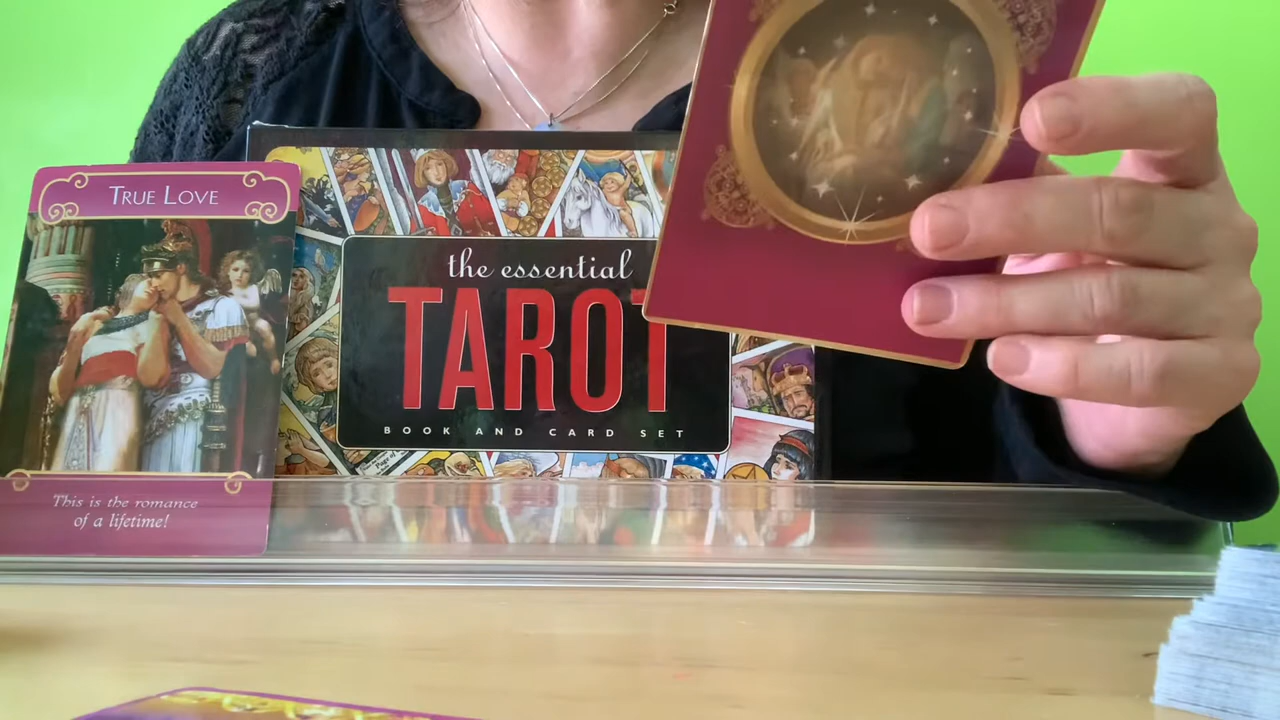 TRUE LOVE
This is the romance
of a lifetime!
the essential
TAROT
BOOK AND CARD SET